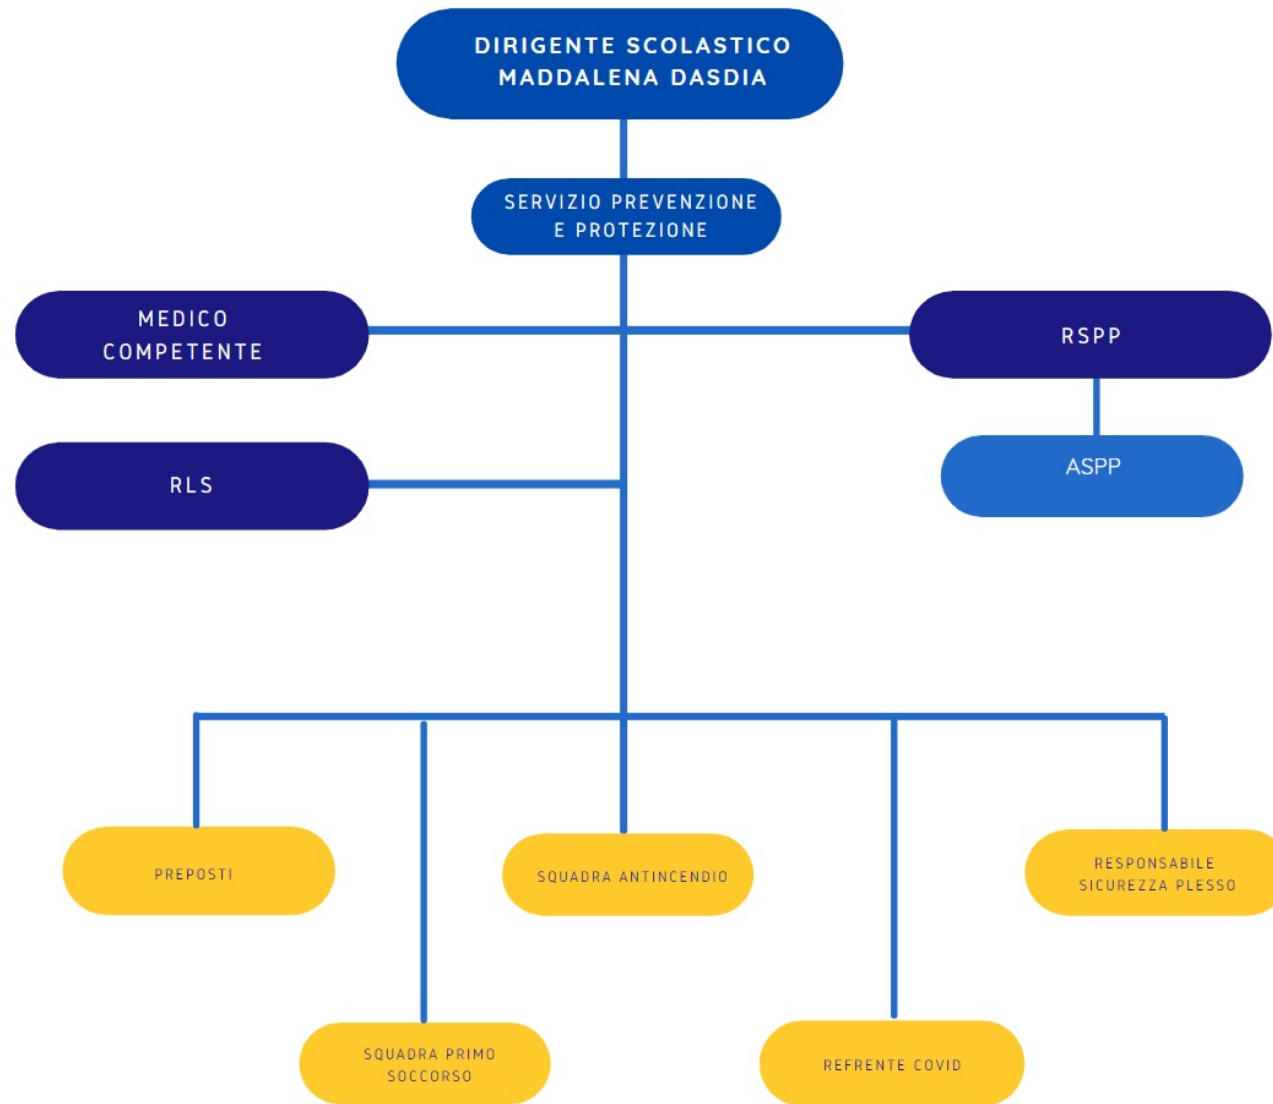 DIRIGENTE SCOLASTICO
MADDALENA DASDIA
SERVIZIO PREVENZIONE
E PROTEZIONE
MEDICO
COMPETENTE
RSPP
RLS
ASPP
PREPOSTI
SQUADRA ANTINCENDIO
RESPONSABILE
SICUREZZA PLESSO
SQUADRA PRIMO
SOCCORSO
REFRENTE COVID